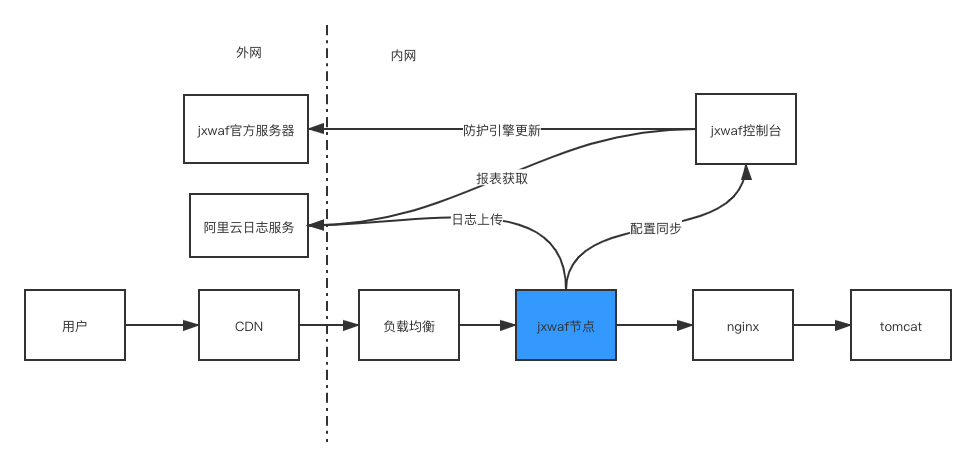 外网
内网
jxwaf官方服务器
防护引擎更新
jxwaf控制台
报表获取
阿里云日志服务
日志上传
配置同步
用户
CDN
负载均衡
jxwaf节点
nginx
tomcat